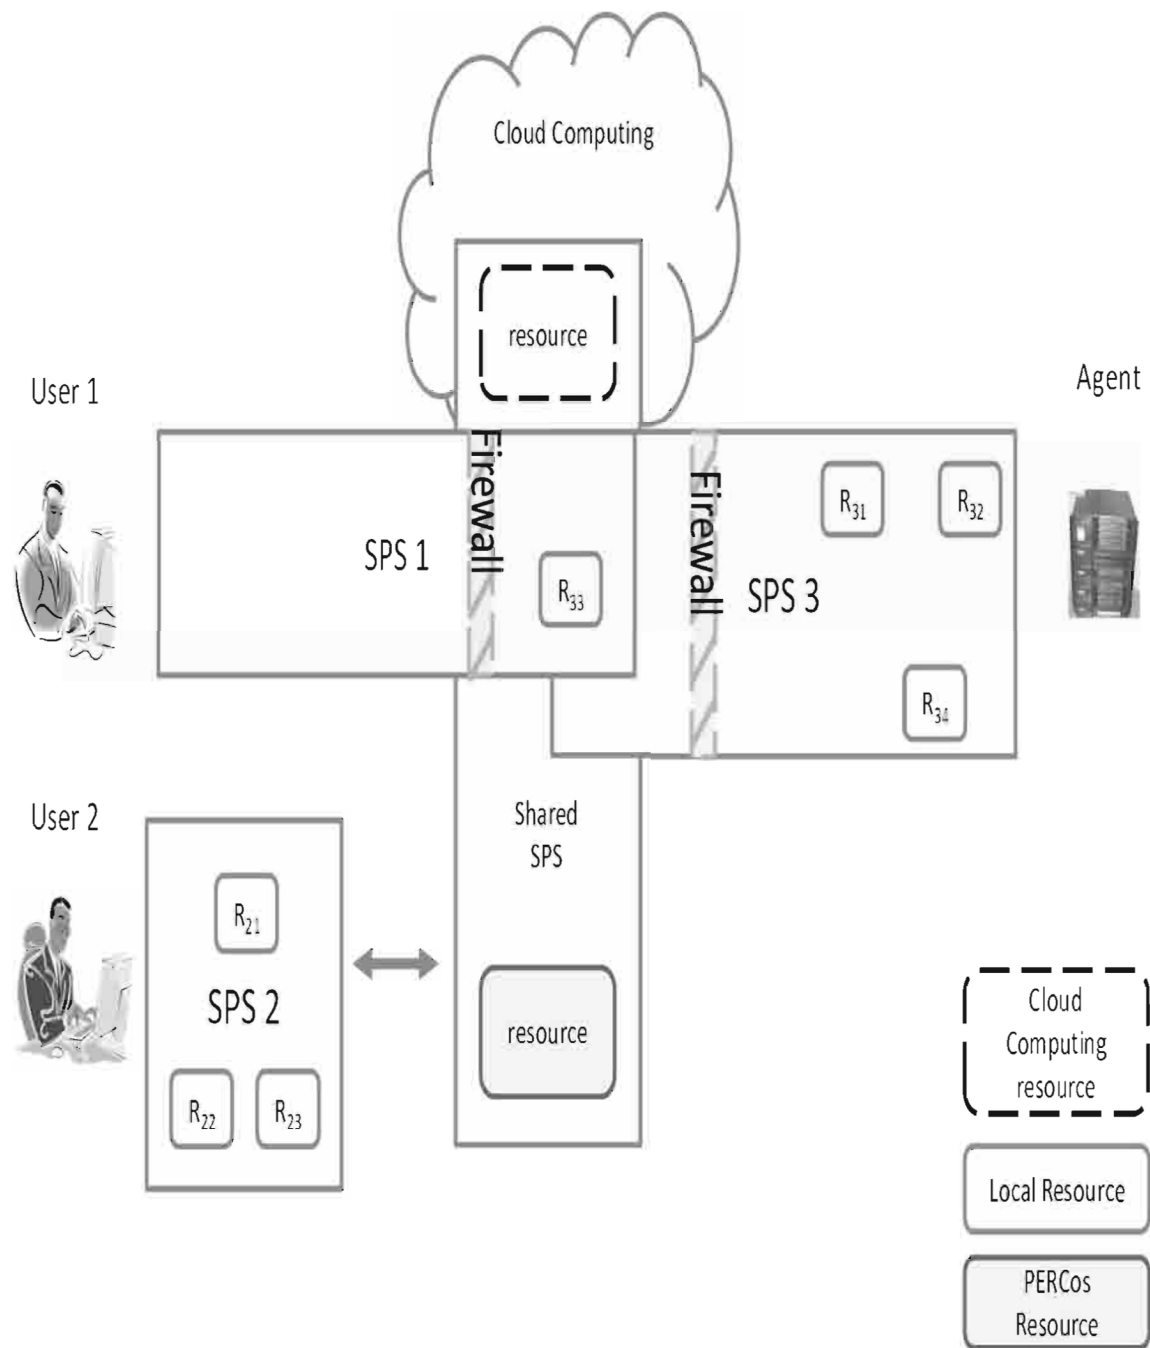 Cloud Computing
resource
User 1
Agent
Firewall
Firewall
R31
R32
SPS 1
R33
SPS 3
R34
User 2
Shared
SPS
R21
SPS 2
resource
R22
R23
Cloud
Computing
resource
Local Resource
PERCos
Resource